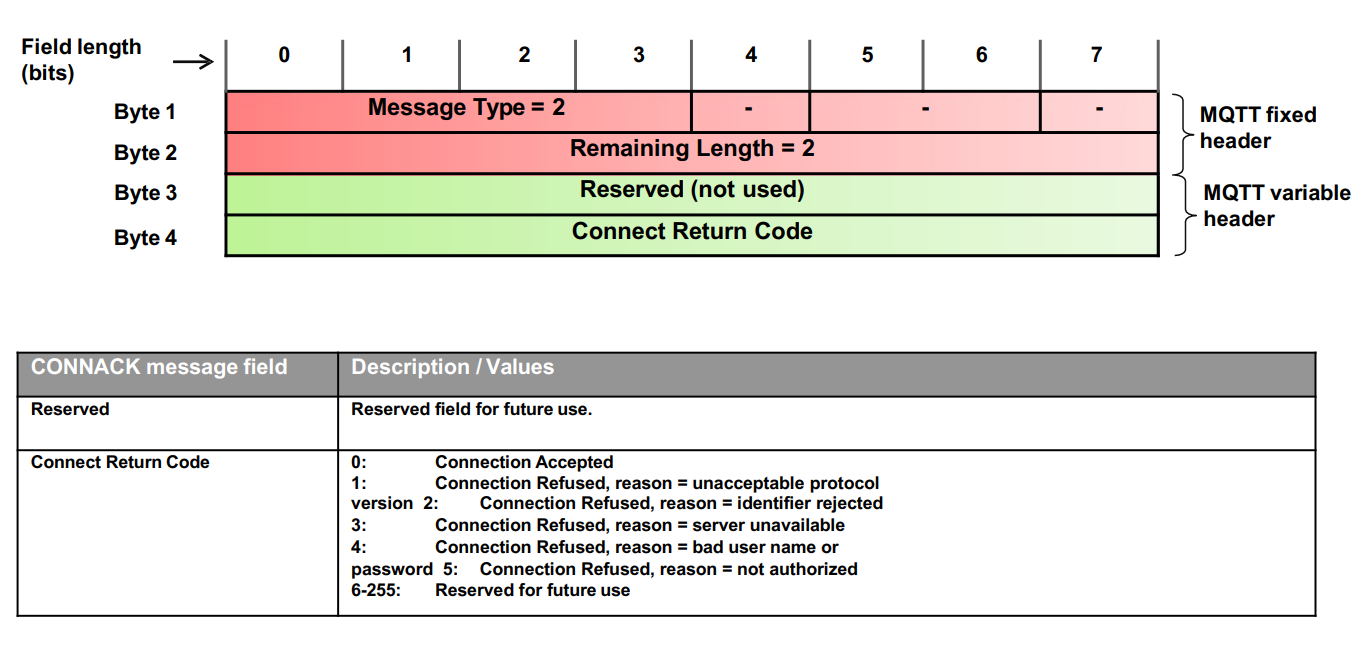 Field length
(bits)
0 1 2 3 4 5 6 7
Byte 1
Message Type = 2 - - -
MQTT fixed
header
Byte 2
Remaining Length = 2
Byte 3
Reserved (not used)
MQTT variable
header
Byte 4
Connect Return Code
CONNACK message field Description / Values
Reserved Reserved field for future use.
Connect Return Code 0: Connection Accepted
1: Connection Refused, reason = unacceptable protocol
version 2: Connection Refused, reason = identifier rejected
3: Connection Refused, reason = server unavailable
4: Connection Refused, reason = bad user name or
password 5: Connection Refused, reason = not authorized
6-255: Reserved for future use